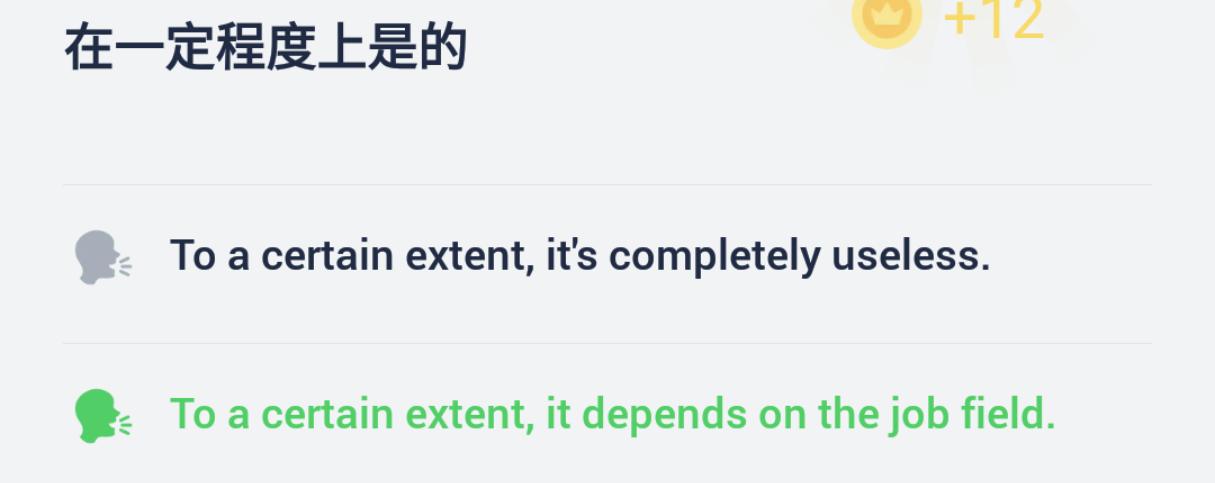 在一定程度上是的
+12
To a certain extent, it's completely useless.
To a certain extent, it depends on the job field.